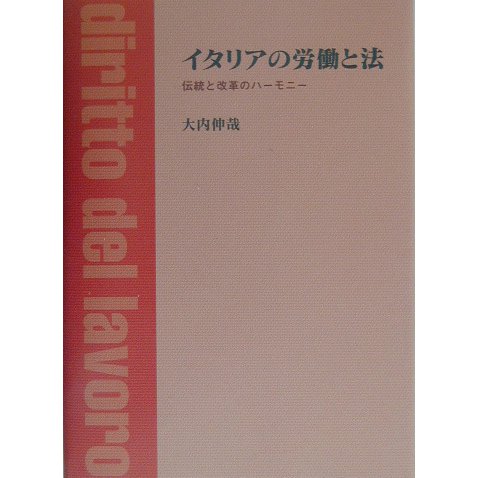 イタリアの労働と法
伝統と改革のハーモニー
大内伸哉
diritto del lavoro